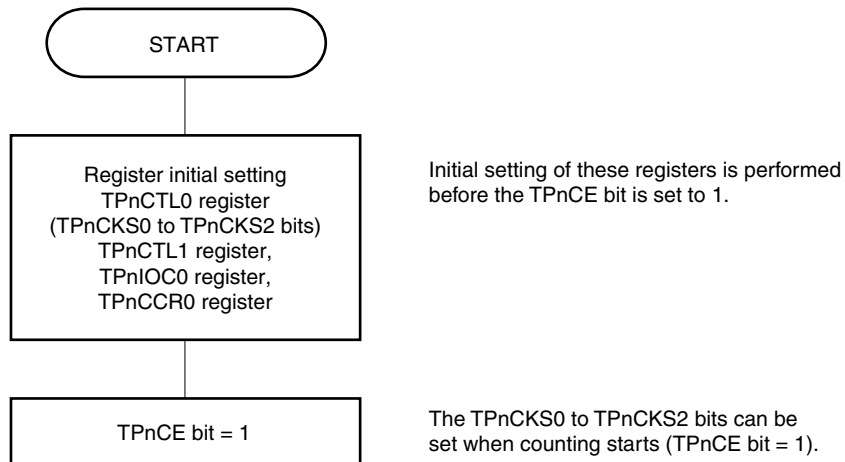 START
Register initial setting
TPnCTL0 register
(TPnCKS0 to TPnCKS2 bits)
TPnCTL1 register,
TPnIOC0 register,
TPnCCR0 register
Initial setting of these registers is performed
before the TPnCE bit is set to 1.
TPnCE bit = 1
The TPnCKS0 to TPnCKS2 bits can be
set when counting starts (TPnCE bit = 1).